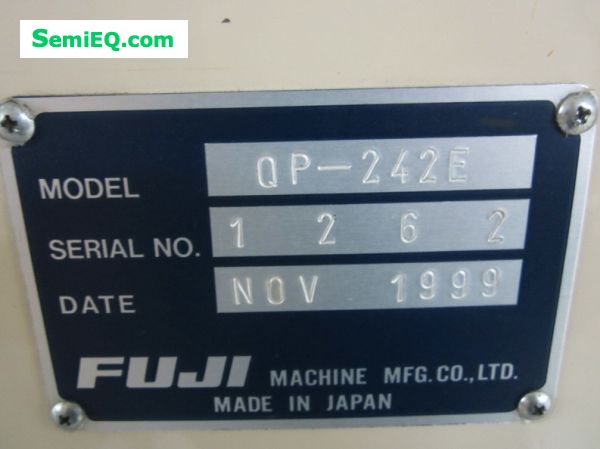 SemiEQ.com
MODEL QP-242E
SERIAL NO. 1 2 6 2
DATE NOV 1999
FUJI MACHINE MFG.CO.,LTD.
MADE IN JAPAN